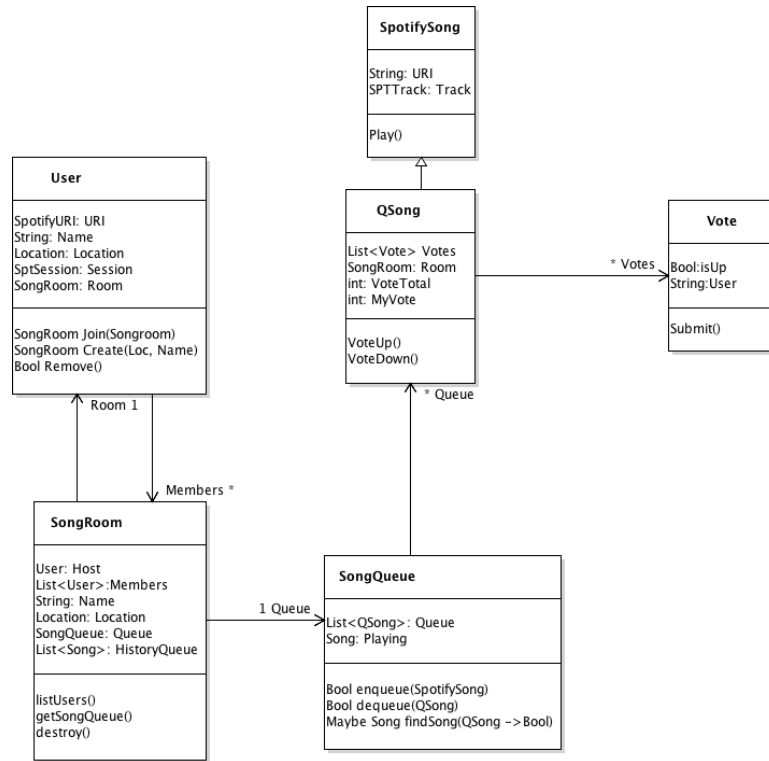 SpotifySong
String: URI
SPTTrack: Track
Play()
User
SpotifyURI: URI
String: Name
Location: Location
SptSession: Session
SongRoom: Room
SongRoom Join(Songroom)
SongRoom Create(Loc, Name)
Bool Remove()
QSong
List<Vote> Votes
SongRoom: Room
int: VoteTotal
int: MyVote
VoteUp()
VoteDown()
* Votes
Vote
Bool:isUp
String:User
Submit()
Room 1
Members *
* Queue
SongRoom
User: Host
List<User>:Members
String: Name
Location: Location
SongQueue: Queue
List<Song>: HistoryQueue
listUsers()
getSongQueue()
destroy()
1 Queue
SongQueue
List<QSong>: Queue
Song: Playing
Bool enqueue(SpotifySong)
Bool dequeue(QSong)
Maybe Song findSong(QSong ->Bool)